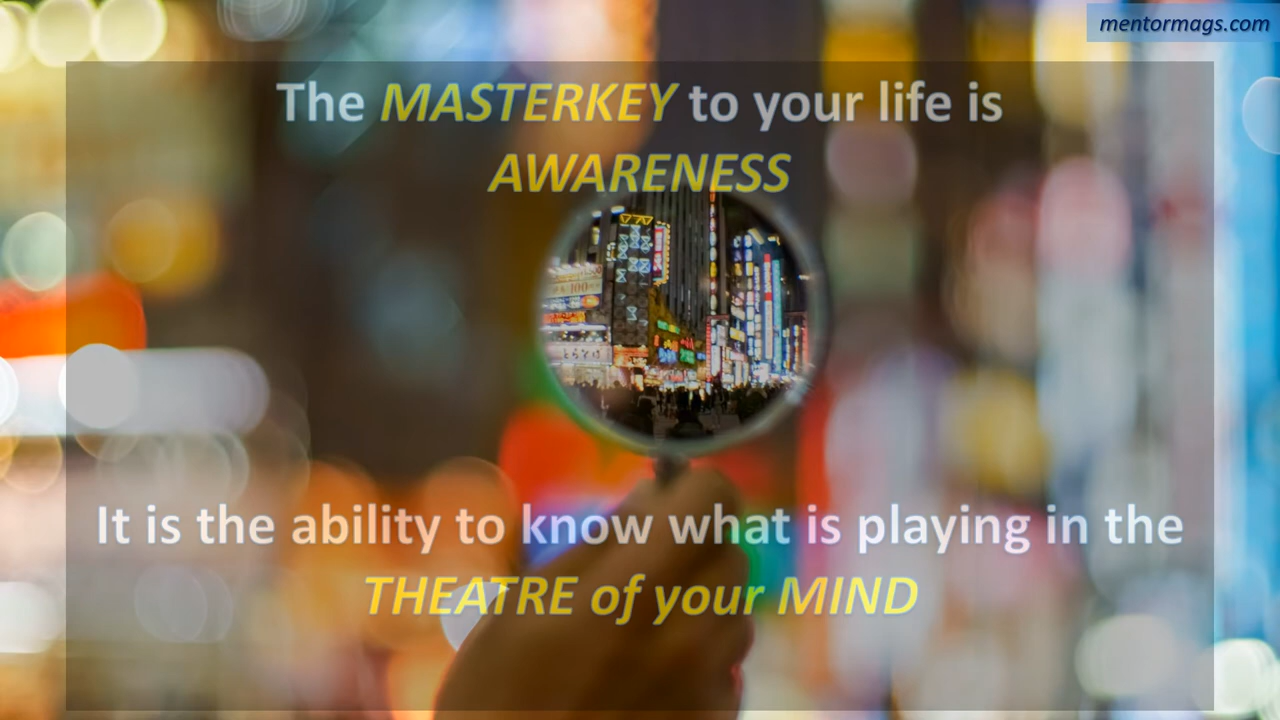 mentormags.com
The MASTERKEY to your life is
AWARENESS
It is the ability to know what is playing in the
THEATRE of your MIND